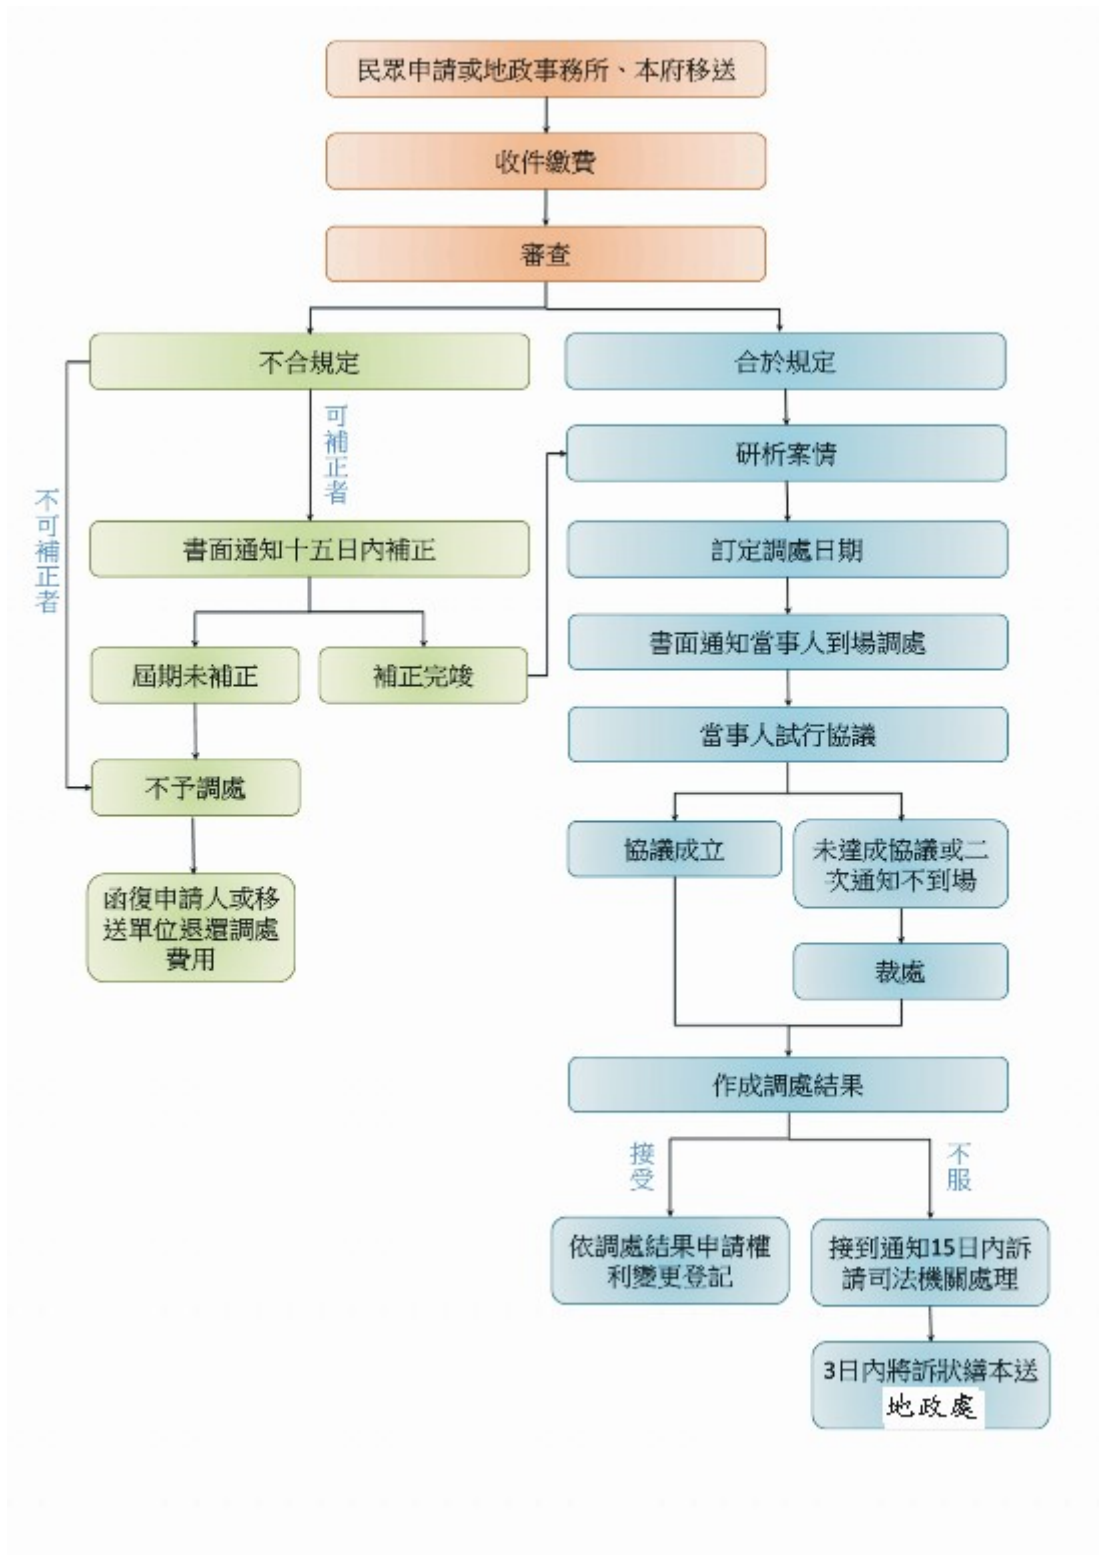 民眾申請或地政事務所、本府移送
收件繳費
審查
不合規定
合於規定
可補正者
不可補正者
研析案情
書面通知十五日內補正
訂定調處日期
屆期未補正
補正完竣
書面通知當事人到場調處
當事人試行協議
不予調處
協議成立
未達成協議或二
次通知不到場
函復申請人或移
送單位退還調處
費用
裁處
作成調處結果
接受
不服
依調處結果申請權
利變更登記
接到通知15日內訴
請司法機關處理
3日內將訴狀繕本送
地政處